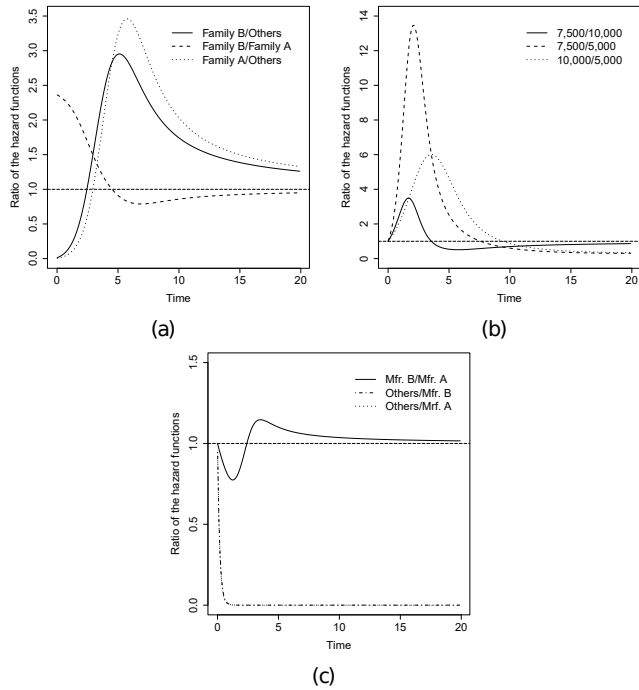 Ratio of the hazard functions
3.5
3.0
2.5
2.0
1.5
1.0
0.5
0.0
Family B/Others
Family B/Family A
Family A/Others
0 5 10 15 20
Time
(a)
Ratio of the hazard functions
14
12
10
8
6
4
2
0
7,500/10,000
7,500/5,000
10,000/5,000
0 5 10 15 20
Time
(b)
Ratio of the hazard functions
1.5
1.0
0.5
0.0
Mfr. B/Mfr. A
Others/Mfr. B
Others/Mrf. A
0 5 10 15 20
Time
(c)